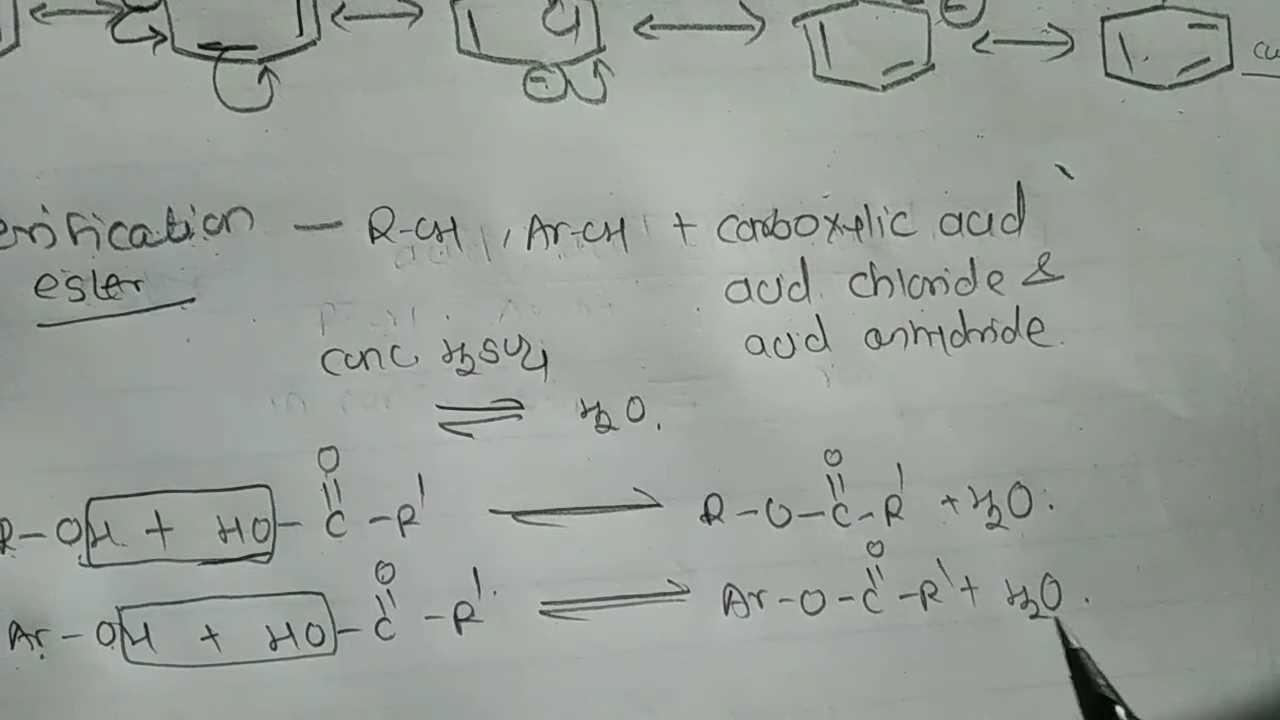 erification - R-OH, Ar-OH + carboxylic acid
ester acid chloride &
conc H2SO4 acid anhydride.
⇌ H2O.
R-OH + HO-C(=O)-R' ⇌ R-O-C(=O)-R' + H2O.
Ar-OH + HO-C(=O)-R' ⇌ Ar-O-C(=O)-R' + H2O.